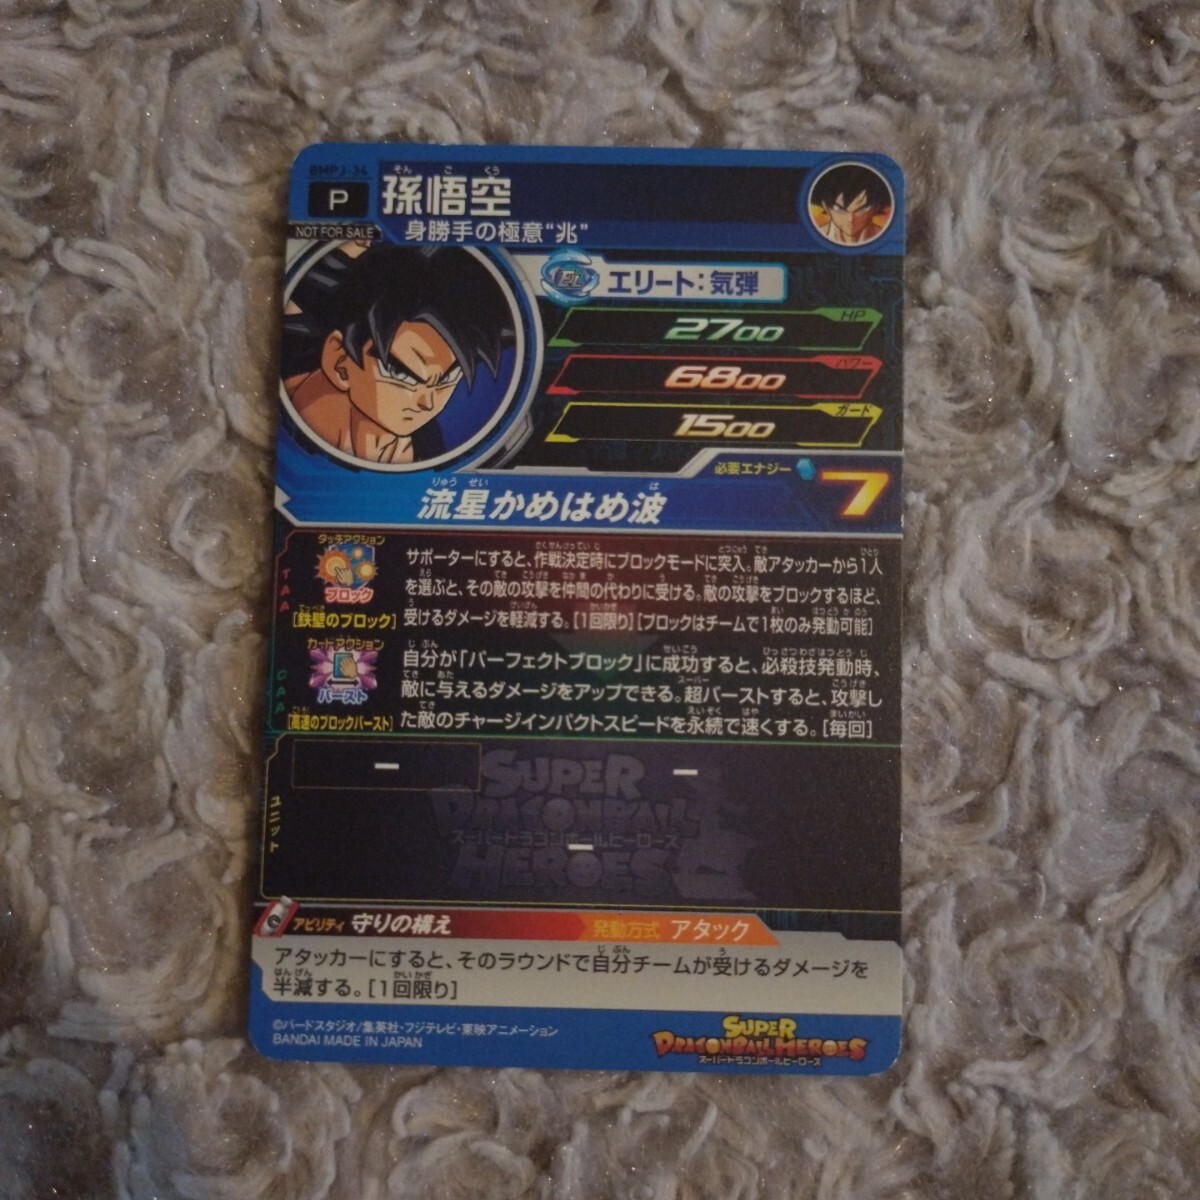 BMPJ-34
P
孫悟空
そん ご くう
NOT FOR SALE
身勝手の極意“兆”
エリート:気弾
HP
2700
パワー
6800
ガード
1500
必要エナジー 7
りゅう せい は
流星かめはめ波
TAA
タッチアクション
ブロック
[鉄壁のブロック]
サポーターにすると、作戦決定時にブロックモードに突入。敵アタッカーから1人
を選ぶと、その敵の攻撃を仲間の代わりに受ける。敵の攻撃をブロックするほど、
受けるダメージを軽減する。[1回限り][ブロックはチームで1枚のみ発動可能]
CAA
カードアクション
バースト
[高速のブロックバースト]
自分が「パーフェクトブロック」に成功すると、必殺技発動時、
敵に与えるダメージをアップできる。超バーストすると、攻撃し
た敵のチャージインパクトスピードを永続で速くする。[毎回]
ユニット
ー
ー
ー
SUPER
DRAGONBALL
スーパードラゴンボールヒーローズ
HEROES
アビリティ 守りの構え 発動方式 アタック
アタッカーにすると、そのラウンドで自分チームが受けるダメージを
半減する。[1回限り]
©バードスタジオ/集英社・フジテレビ・東映アニメーション
BANDAI MADE IN JAPAN
SUPER
DRAGONBALL HEROES
スーパードラゴンボールヒーローズ